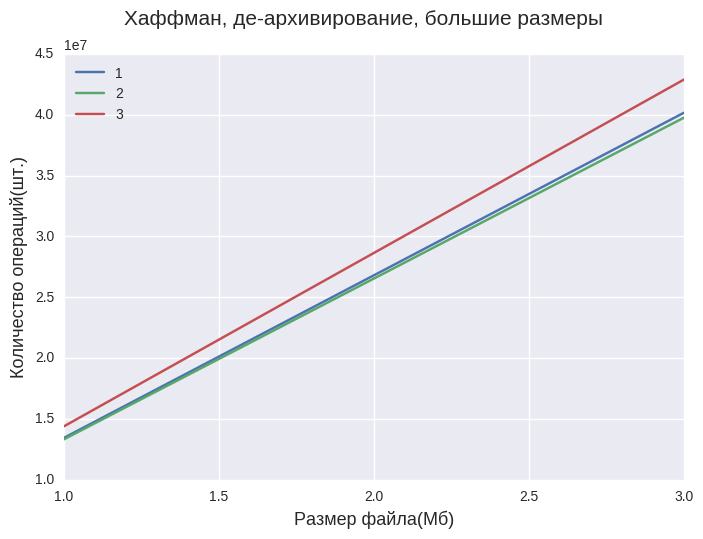 Хаффман, де-архивирование, большие размеры
1e7
4.5
4.0
3.5
3.0
2.5
2.0
1.5
1.0
Количество операций(шт.)
1
2
3
1.0 1.5 2.0 2.5 3.0
Размер файла(Мб)